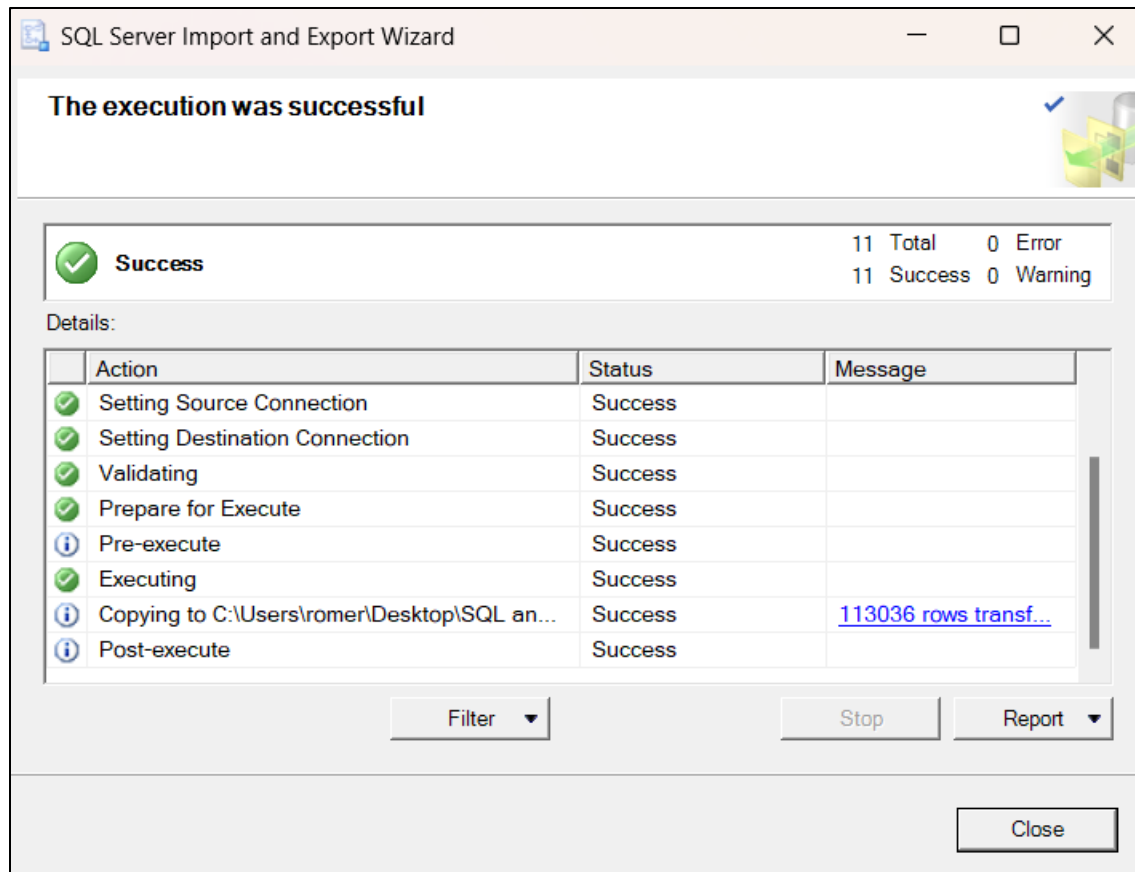 SQL Server Import and Export Wizard
The execution was successful
Success
11 Total 0 Error
11 Success 0 Warning
Details:
Action Status Message
Setting Source Connection Success
Setting Destination Connection Success
Validating Success
Prepare for Execute Success
Pre-execute Success
Executing Success
Copying to C:\Users\romer\Desktop\SQL an... Success 113036 rows transf...
Post-execute Success
Filter Stop Report
Close